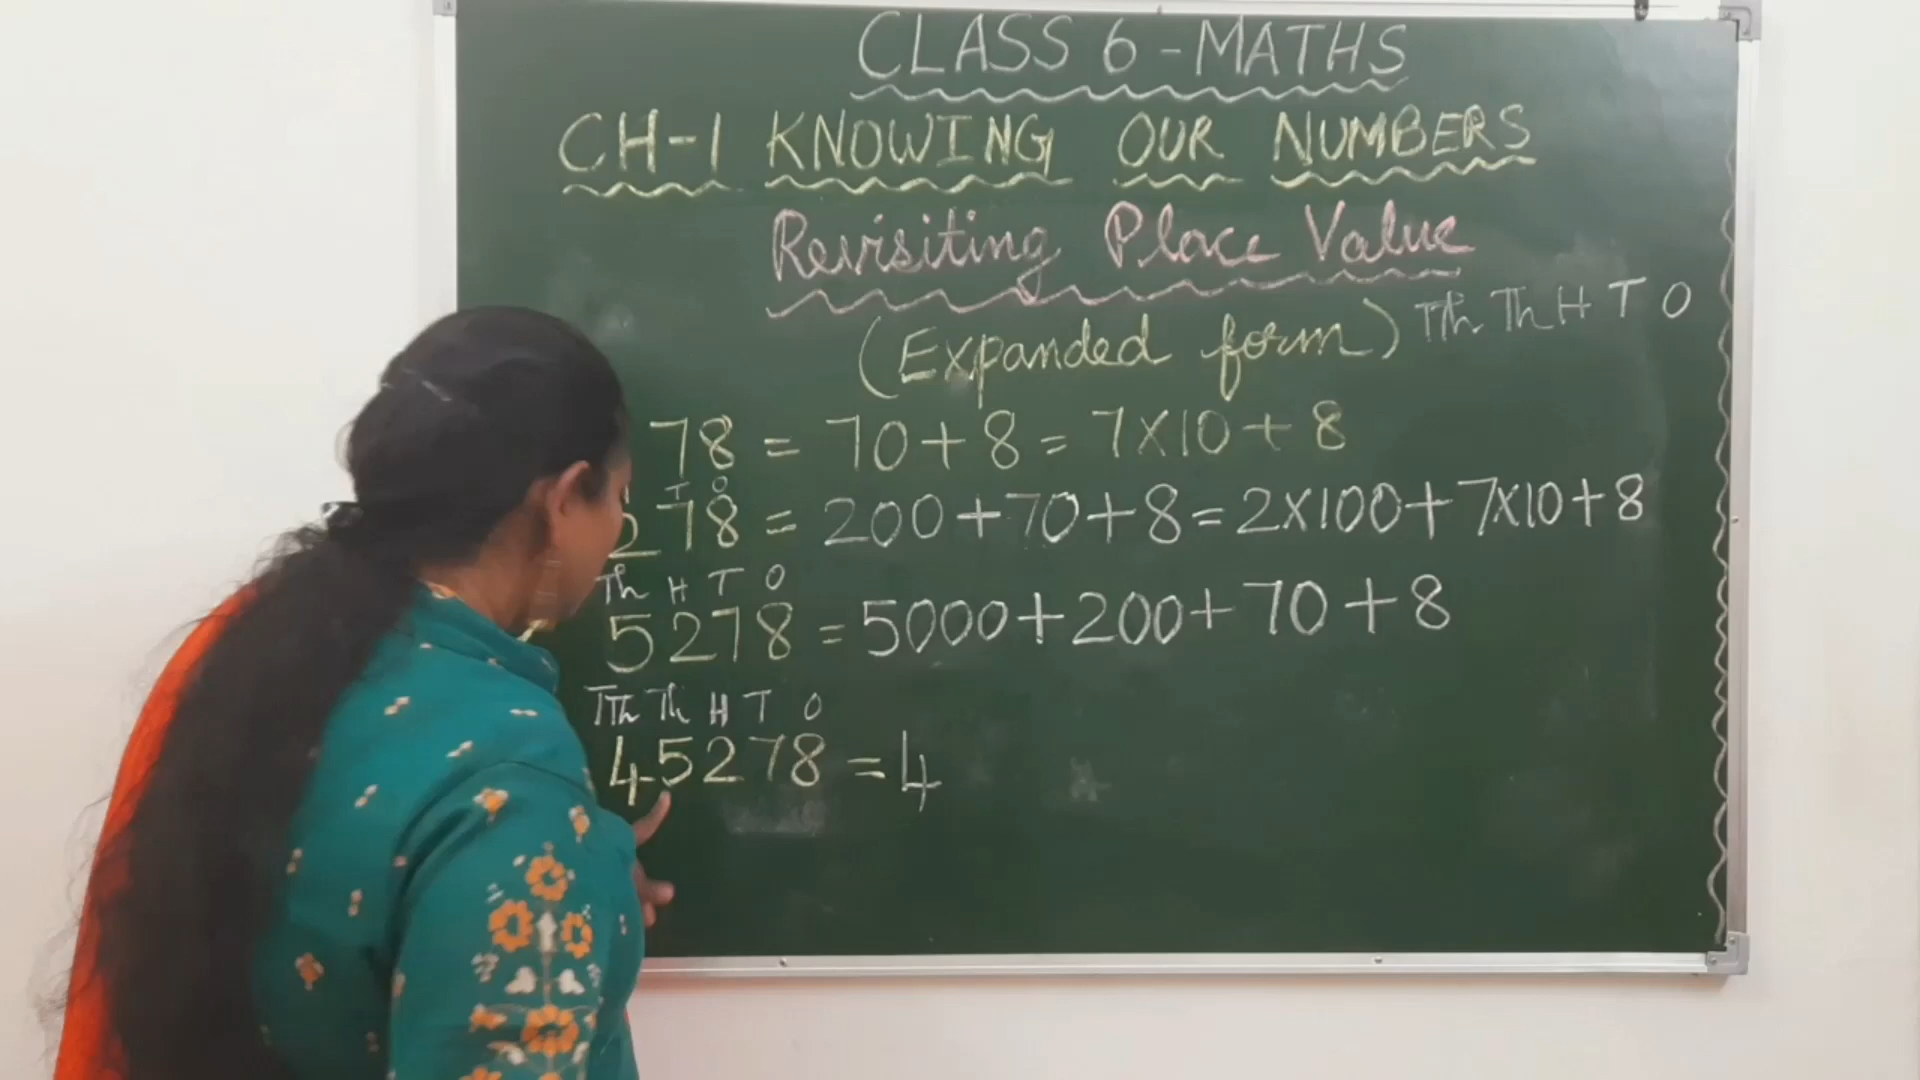 CLASS 6 - MATHS
CH-1 KNOWING OUR NUMBERS
Revisiting Place Value
(Expanded form) TTh Th H T O
78 = 70+8 = 7X10+8
T O
278 = 200+70+8 = 2X100+7X10+8
Th H T O
5278 = 5000+200+70+8
TTh Th H T O
45278 = 4